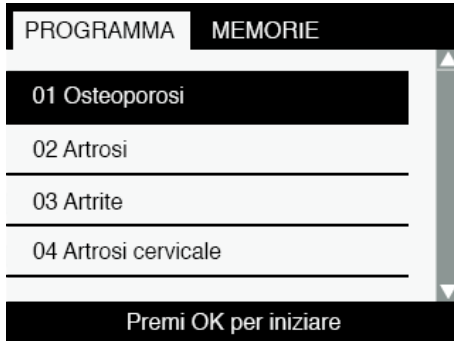 PROGRAMMA MEMORIE
01 Osteoporosi
02 Artrosi
03 Artrite
04 Artrosi cervicale
Premi OK per iniziare